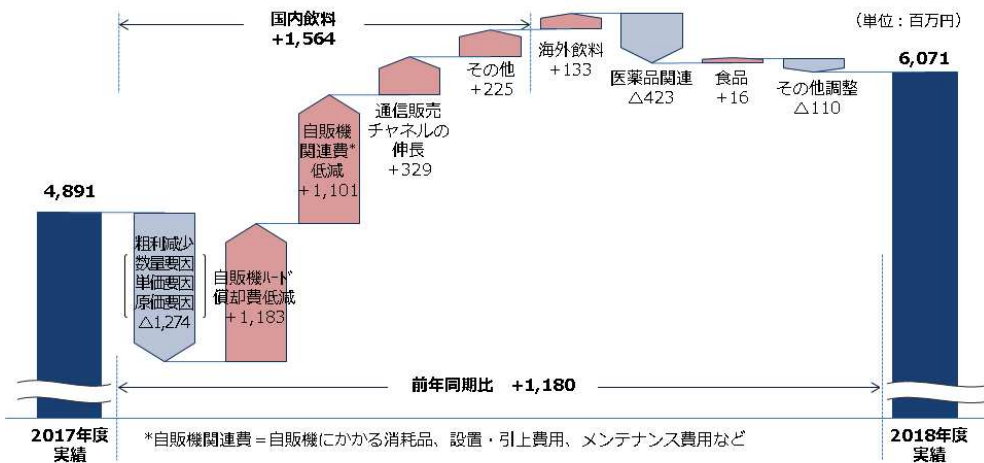 国内飲料
+1,564
(単位：百万円)
4,891
粗利減少
数量要因
単価要因
原価要因
△1,274
自販機ﾊｰﾄﾞ
償却費低減
+1,183
自販機
関連費*
低減
+1,101
通信販売
チャネルの
伸長
+329
その他
+225
海外飲料
+133
医薬品関連
△423
食品
+16
その他調整
△110
6,071
前年同期比 +1,180
2017年度
実績
*自販機関連費＝自販機にかかる消耗品、設置・引上費用、メンテナンス費用など
2018年度
実績